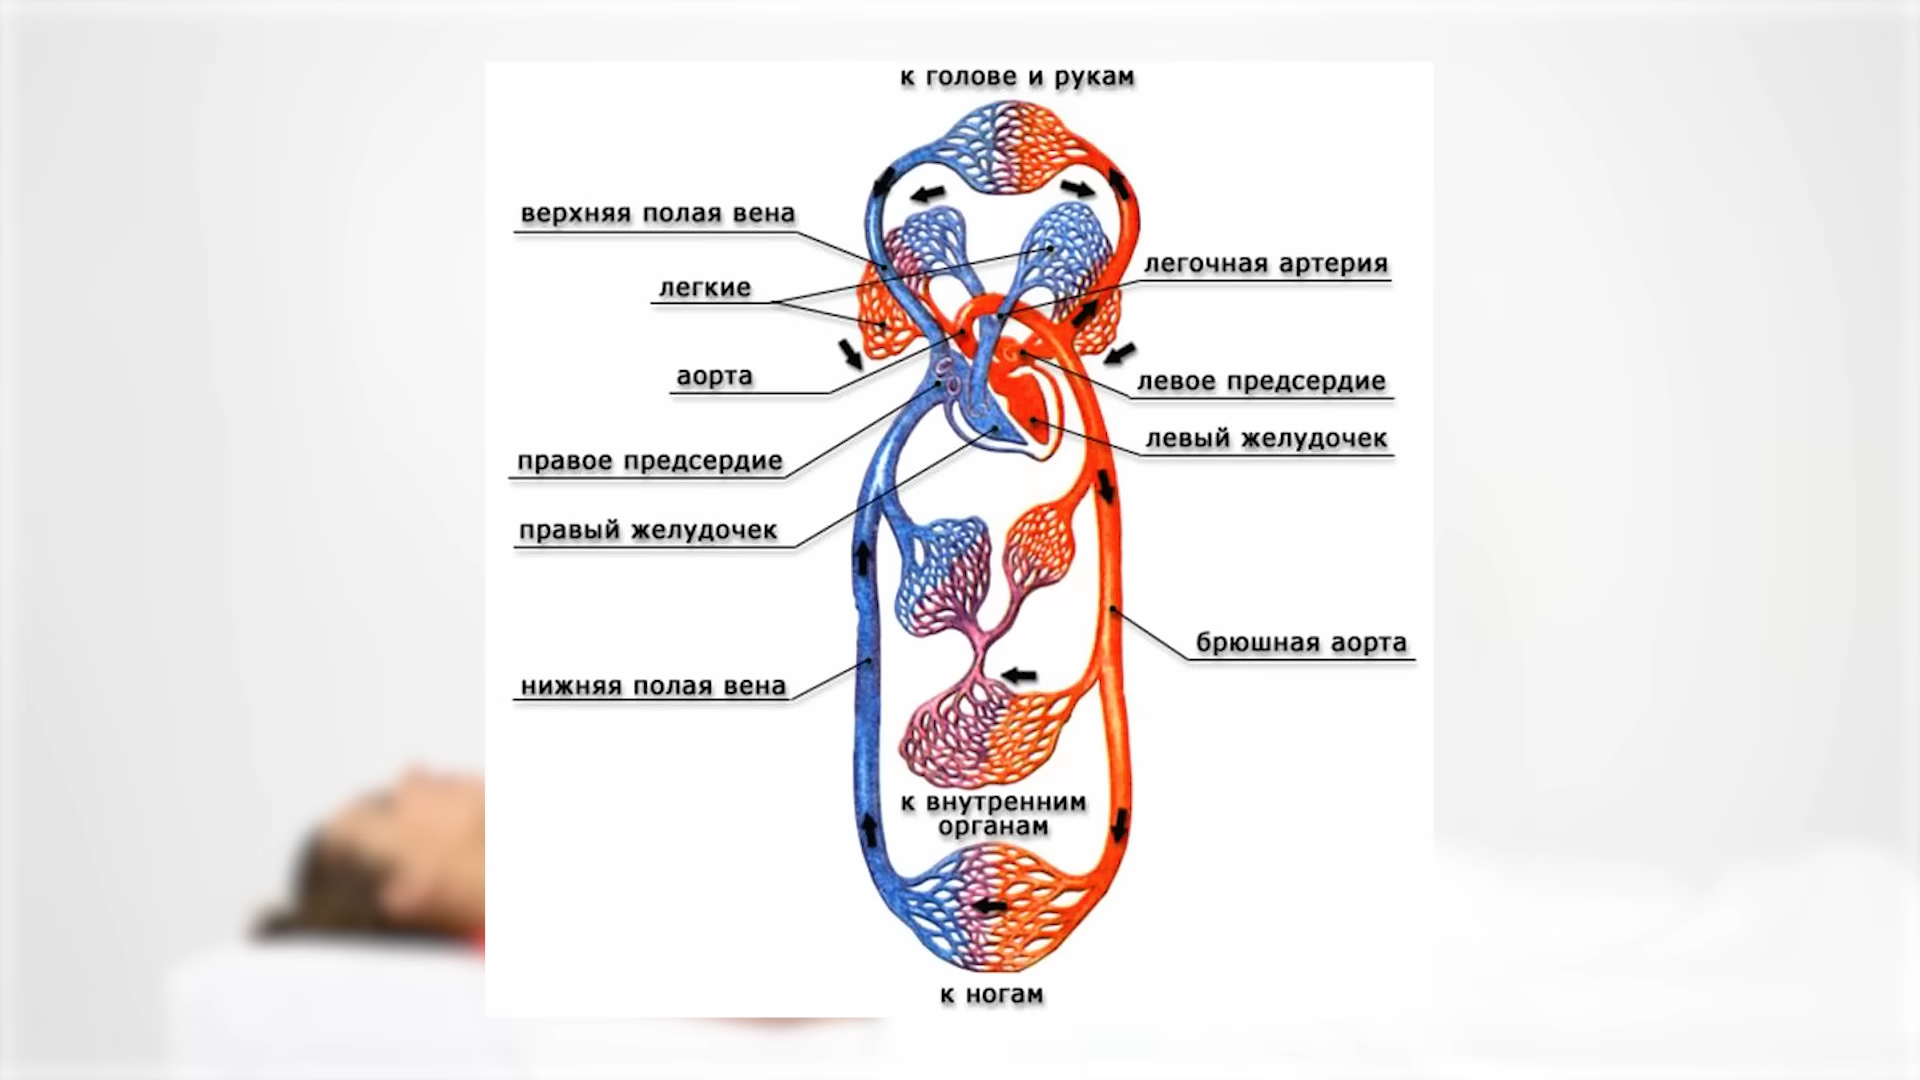 к голове и рукам
верхняя полая вена
легочная артерия
легкие
аорта
левое предсердие
левый желудочек
правое предсердие
правый желудочек
брюшная аорта
нижняя полая вена
к внутренним
органам
к ногам